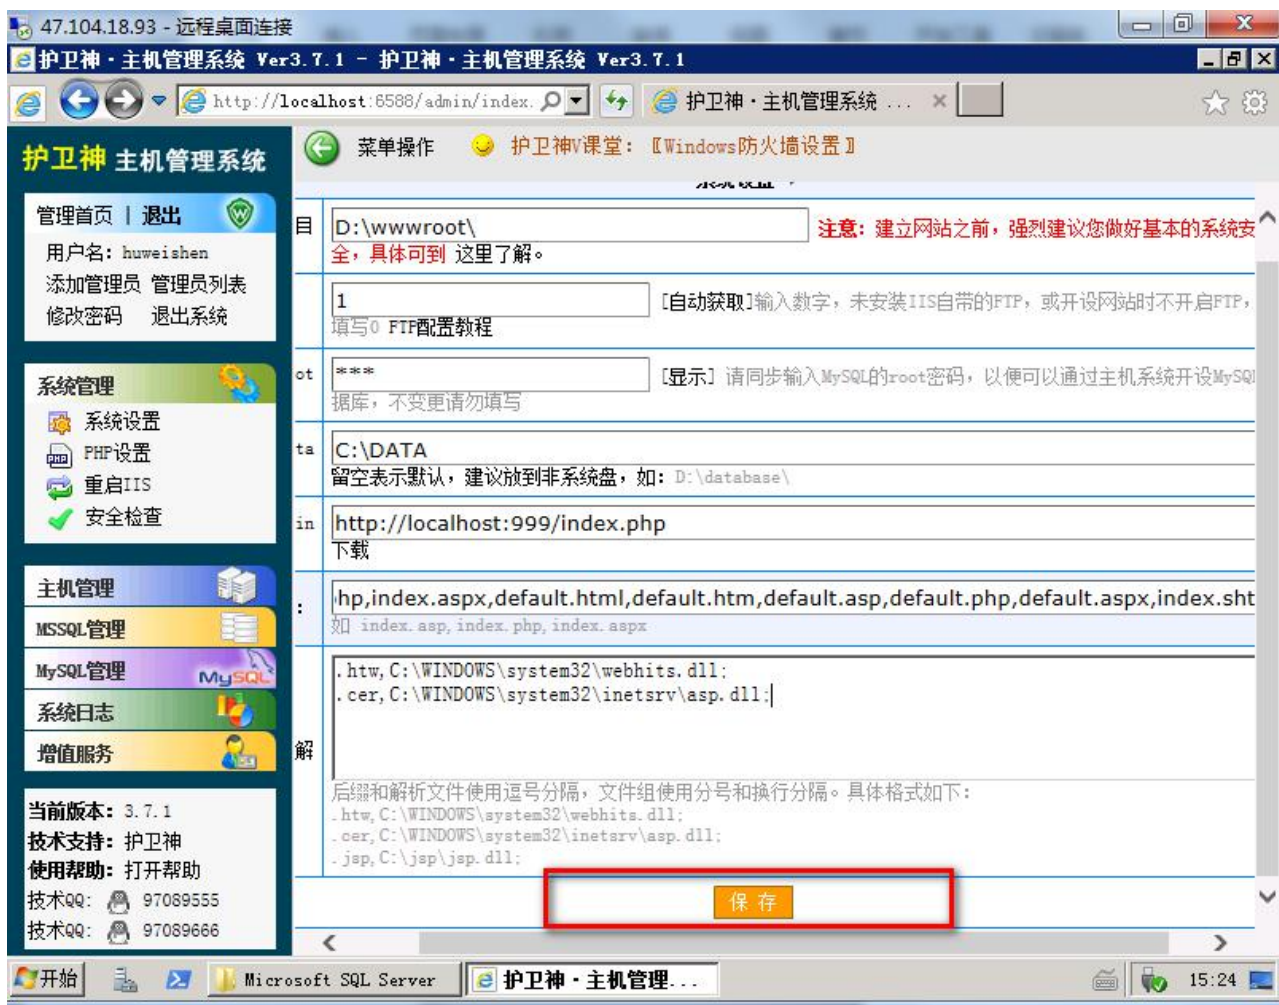 47.104.18.93 - 远程桌面连接
护卫神·主机管理系统 Ver3.7.1 - 护卫神·主机管理系统 Ver3.7.1
http://localhost:6588/admin/index.
护卫神·主机管理系统 ...
护卫神 主机管理系统
菜单操作
护卫神V课堂：〖Windows防火墙设置〗
管理首页 | 退出
用户名: huweishen
添加管理员 管理员列表
修改密码 退出系统
系统管理
系统设置
PHP设置
重启IIS
安全检查
主机管理
MSSQL管理
MySQL管理
MySQL
系统日志
增值服务
当前版本: 3.7.1
技术支持: 护卫神
使用帮助: 打开帮助
技术QQ: 97089555
技术QQ: 97089666
目
D:\wwwroot\
注意: 建立网站之前，强烈建议您做好基本的系统安
全，具体可到 这里了解。
1
[自动获取]输入数字，未安装IIS自带的FTP，或开设网站时不开启FTP，
填写0 FTP配置教程
ot
***
[显示] 请同步输入MySQL的root密码，以便可以通过主机系统开设MySQL
据库，不变更请勿填写
ta
C:\DATA
留空表示默认，建议放到非系统盘，如: D:\database\
in
http://localhost:999/index.php
下载
:
hp,index.aspx,default.html,default.htm,default.asp,default.php,default.aspx,index.sht
如 index.asp,index.php,index.aspx
解
.htw,C:\WINDOWS\system32\webhits.dll;
.cer,C:\WINDOWS\system32\inetsrv\asp.dll;
后缀和解析文件使用逗号分隔，文件组使用分号和换行分隔。具体格式如下:
.htw,C:\WINDOWS\system32\webhits.dll;
.cer,C:\WINDOWS\system32\inetsrv\asp.dll;
.jsp,C:\jsp\jsp.dll;
保 存
开始
Microsoft SQL Server
护卫神·主机管理...
15:24